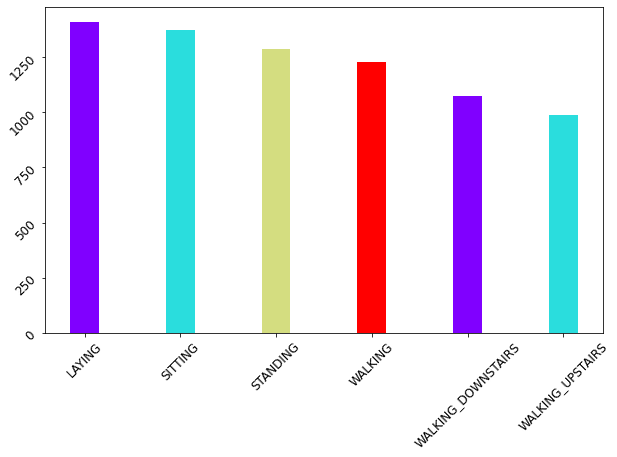 1250
1000
750
500
250
0
LAYING
SITTING
STANDING
WALKING
WALKING_DOWNSTAIRS
WALKING_UPSTAIRS